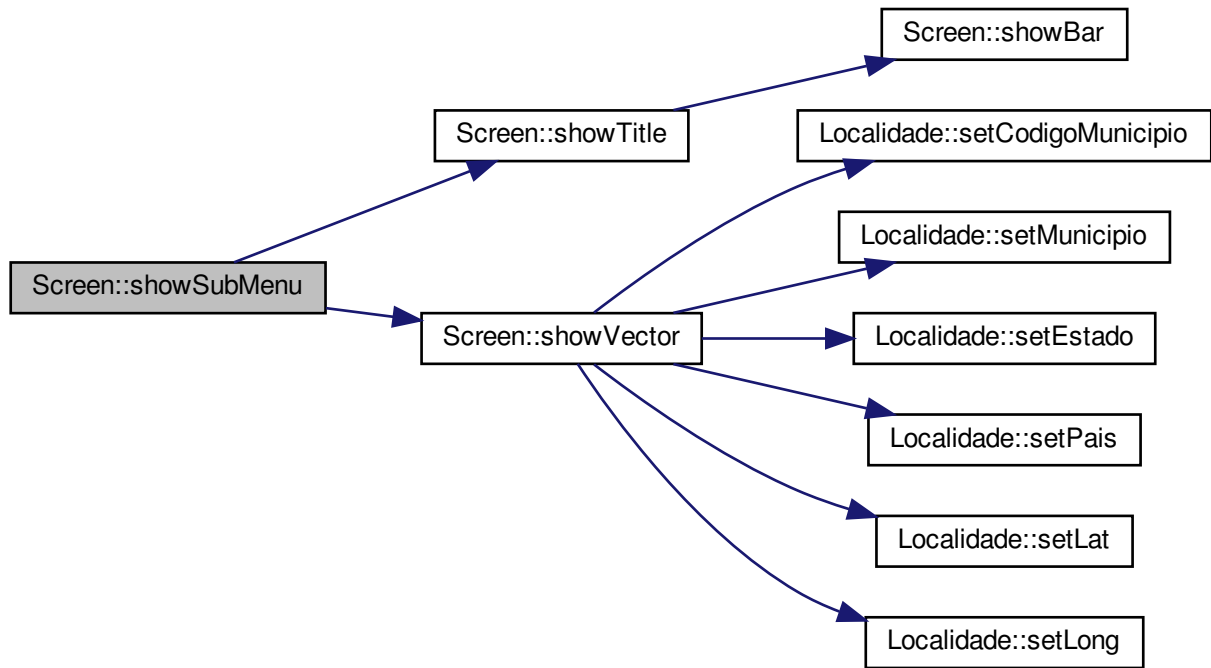 Screen::showBar
Screen::showTitle
Localidade::setCodigoMunicipio
Localidade::setMunicipio
Screen::showSubMenu
Screen::showVector
Localidade::setEstado
Localidade::setPais
Localidade::setLat
Localidade::setLong